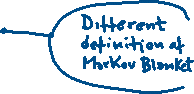 Different
definition of
Markov Blanket